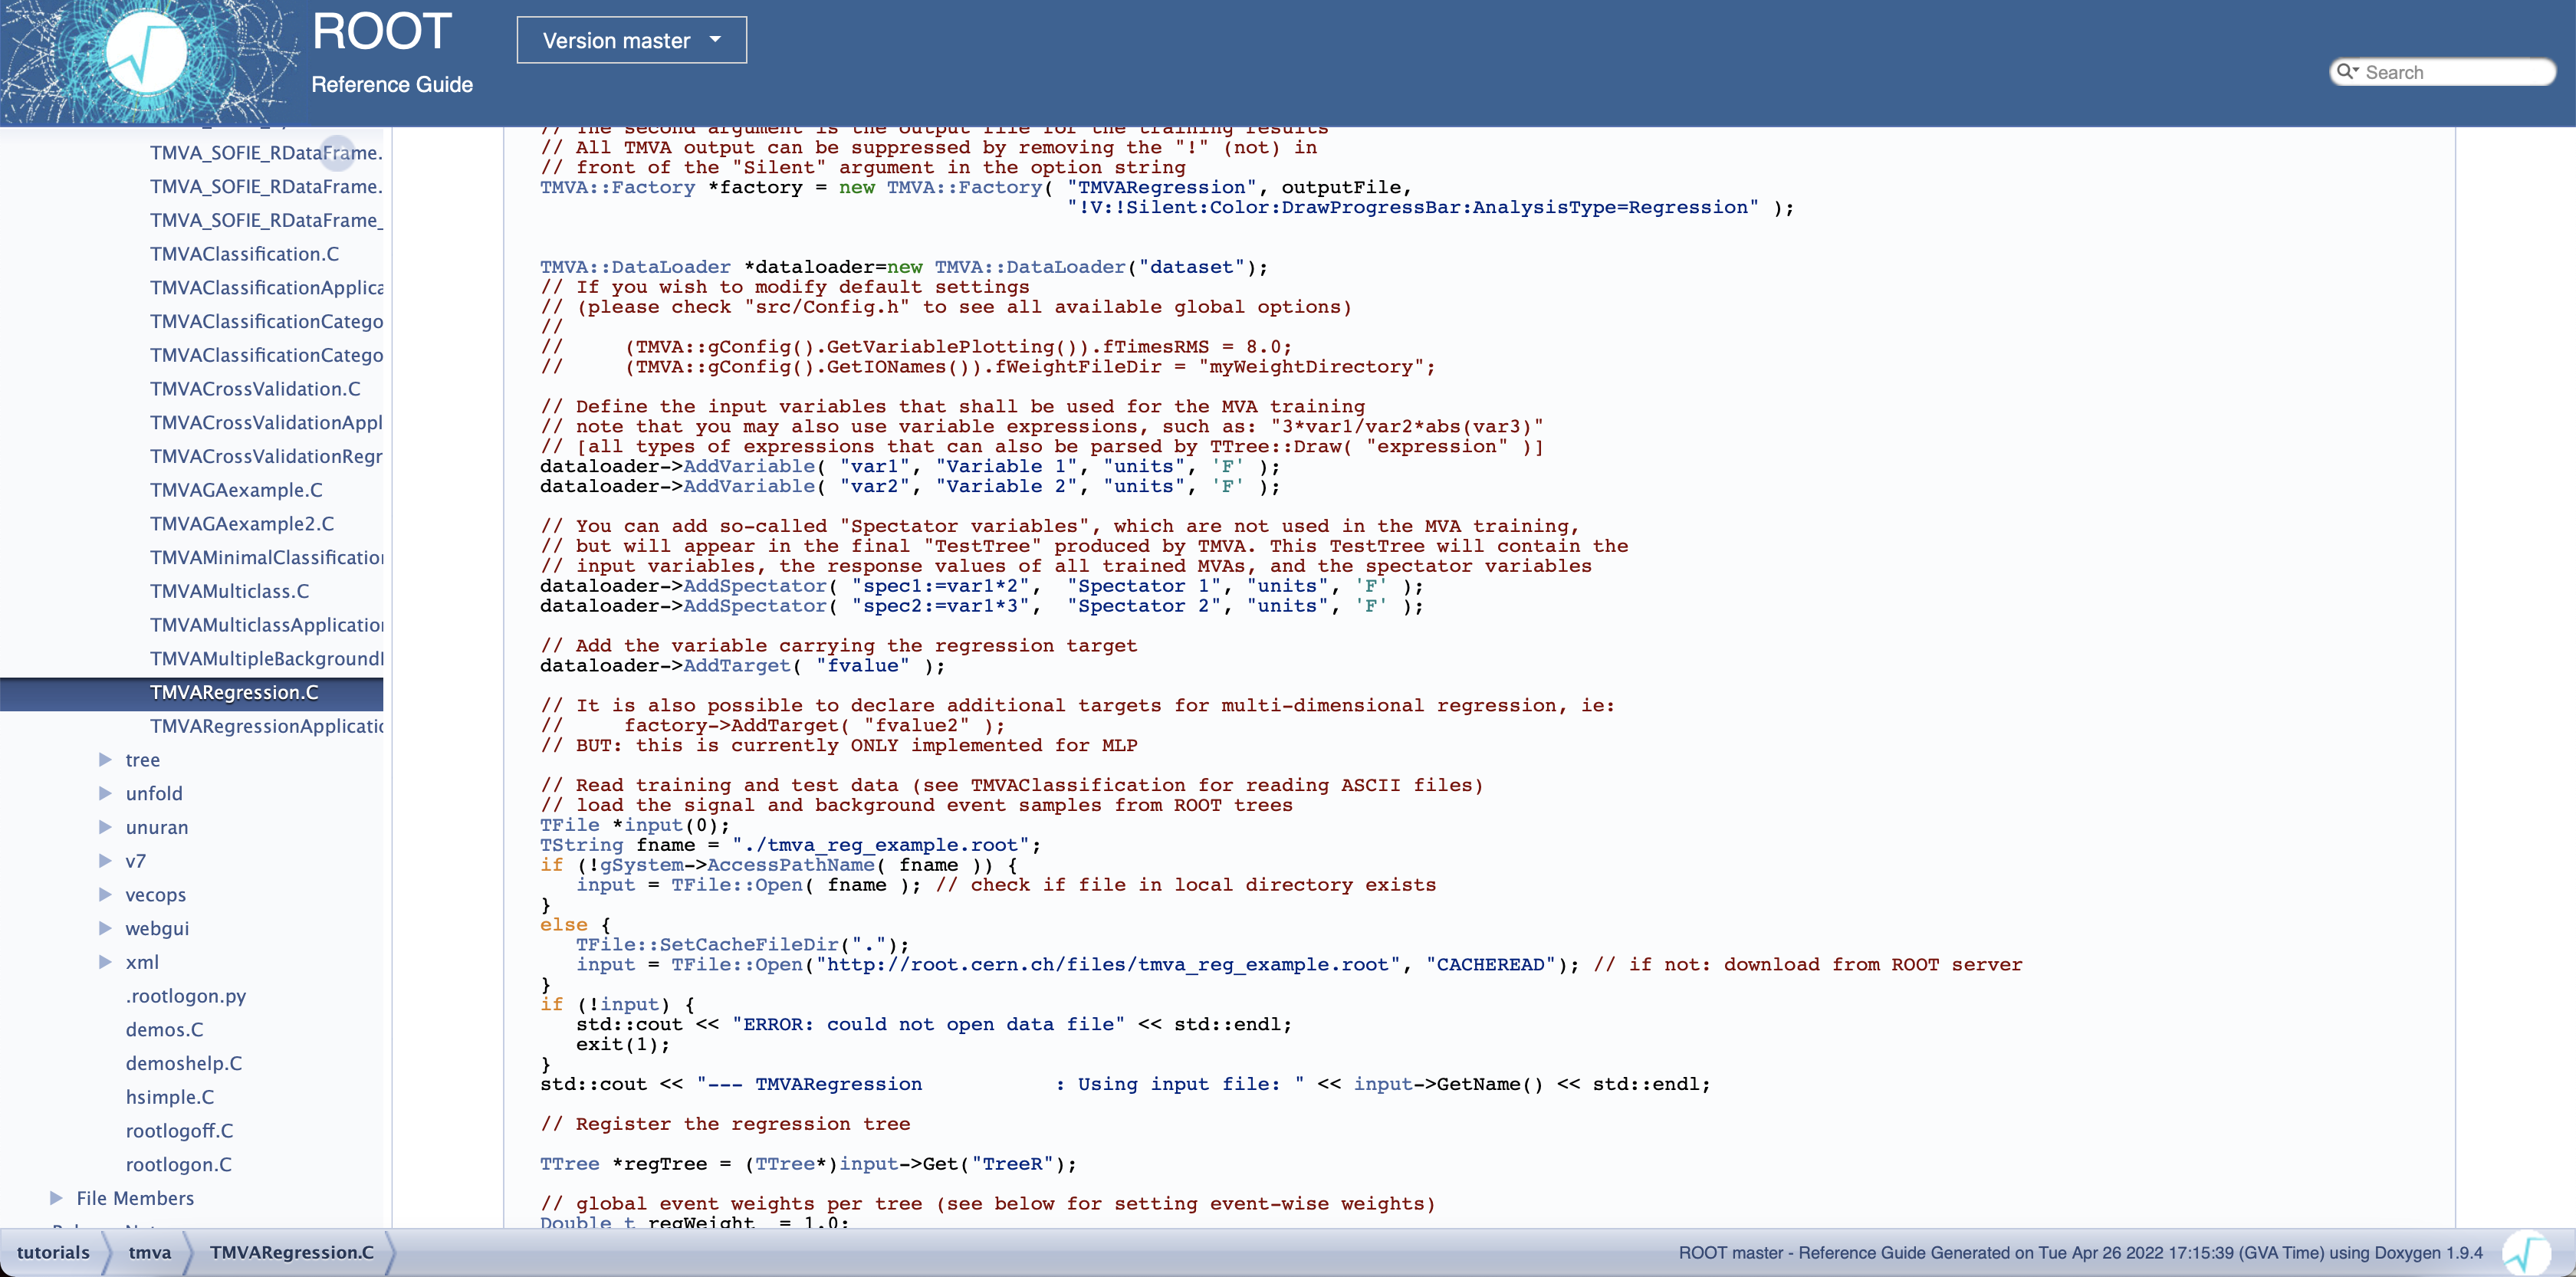 ROOT
Reference Guide
Version master
Search
TMVA_SOFIE_RDataFrame.
TMVA_SOFIE_RDataFrame.
TMVA_SOFIE_RDataFrame_
TMVAClassification.C
TMVAClassificationApplica
TMVAClassificationCatego
TMVAClassificationCatego
TMVACrossValidation.C
TMVACrossValidationAppl
TMVACrossValidationRegr
TMVAGAexample.C
TMVAGAexample2.C
TMVAMinimalClassification
TMVAMulticlass.C
TMVAMulticlassApplication
TMVAMultipleBackgroundl
TMVARegression.C
TMVARegressionApplicatio
tree
unfold
unuran
v7
vecops
webgui
xml
.rootlogon.py
demos.C
demoshelp.C
hsimple.C
rootlogoff.C
rootlogon.C
File Members
// The second argument is the output file for the training results
// All TMVA output can be suppressed by removing the "!" (not) in
// front of the "Silent" argument in the option string
TMVA::Factory *factory = new TMVA::Factory( "TMVARegression", outputFile,
"!V:!Silent:Color:DrawProgressBar:AnalysisType=Regression" );
TMVA::DataLoader *dataloader=new TMVA::DataLoader("dataset");
// If you wish to modify default settings
// (please check "src/Config.h" to see all available global options)
//
//     (TMVA::gConfig().GetVariablePlotting()).fTimesRMS = 8.0;
//     (TMVA::gConfig().GetIONames()).fWeightFileDir = "myWeightDirectory";
// Define the input variables that shall be used for the MVA training
// note that you may also use variable expressions, such as: "3*var1/var2*abs(var3)"
// [all types of expressions that can also be parsed by TTree::Draw( "expression" )]
dataloader->AddVariable( "var1", "Variable 1", "units", 'F' );
dataloader->AddVariable( "var2", "Variable 2", "units", 'F' );
// You can add so-called "Spectator variables", which are not used in the MVA training,
// but will appear in the final "TestTree" produced by TMVA. This TestTree will contain the
// input variables, the response values of all trained MVAs, and the spectator variables
dataloader->AddSpectator( "spec1:=var1*2",  "Spectator 1", "units", 'F' );
dataloader->AddSpectator( "spec2:=var1*3",  "Spectator 2", "units", 'F' );
// Add the variable carrying the regression target
dataloader->AddTarget( "fvalue" );
// It is also possible to declare additional targets for multi-dimensional regression, ie:
//     factory->AddTarget( "fvalue2" );
// BUT: this is currently ONLY implemented for MLP
// Read training and test data (see TMVAClassification for reading ASCII files)
// load the signal and background event samples from ROOT trees
TFile *input(0);
TString fname = "./tmva_reg_example.root";
if (!gSystem->AccessPathName( fname )) {
input = TFile::Open( fname ); // check if file in local directory exists
}
else {
TFile::SetCacheFileDir(".");
input = TFile::Open("http://root.cern.ch/files/tmva_reg_example.root", "CACHEREAD"); // if not: download from ROOT server
}
if (!input) {
std::cout << "ERROR: could not open data file" << std::endl;
exit(1);
}
std::cout << "--- TMVARegression           : Using input file: " << input->GetName() << std::endl;
// Register the regression tree
TTree *regTree = (TTree*)input->Get("TreeR");
// global event weights per tree (see below for setting event-wise weights)
Double_t regWeight  = 1.0;
tutorials
tmva
TMVARegression.C
ROOT master - Reference Guide Generated on Tue Apr 26 2022 17:15:39 (GVA Time) using Doxygen 1.9.4